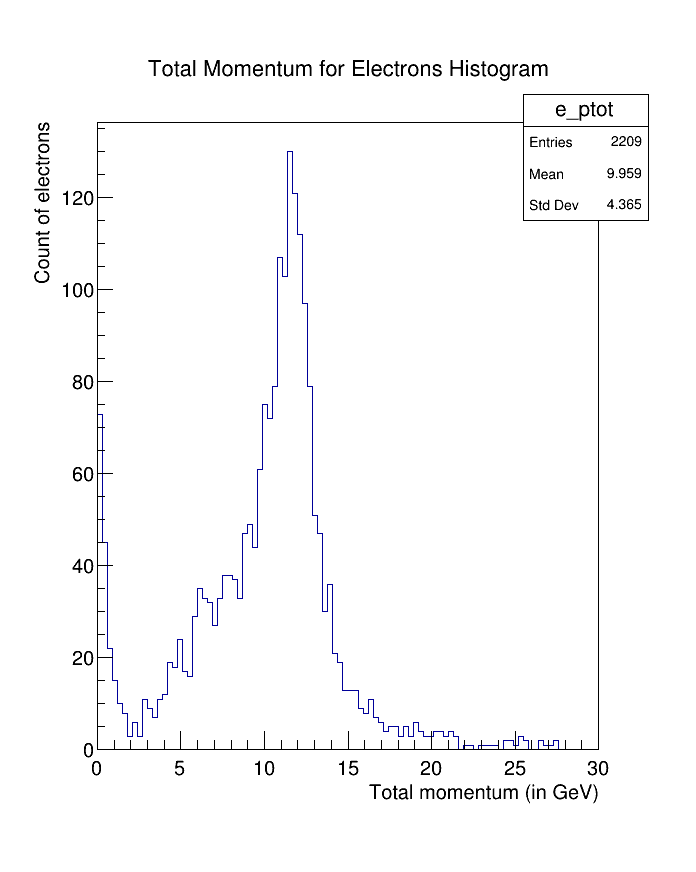 Total Momentum for Electrons Histogram
e_ptot
Entries 2209
Mean 9.959
Std Dev 4.365
Count of electrons
120
100
80
60
40
20
0
0 5 10 15 20 25 30
Total momentum (in GeV)